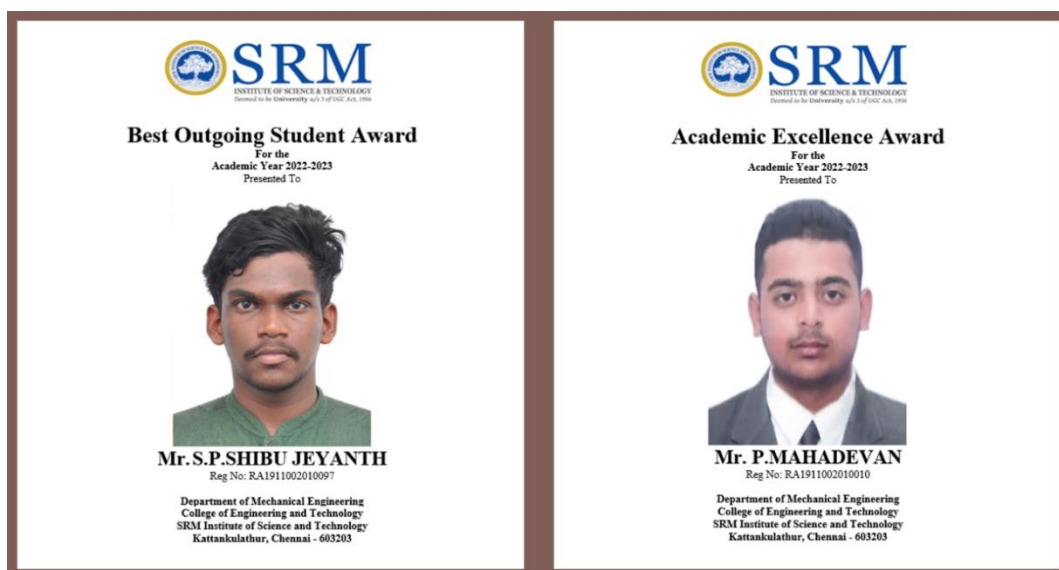 SRM
INSTITUTE OF SCIENCE & TECHNOLOGY
Deemed to be University u/s 3 of UGC Act, 1956
Best Outgoing Student Award
For the
Academic Year 2022-2023
Presented To
Mr. S.P.SHIBU JEYANTH
Reg No: RA1911002010097
Department of Mechanical Engineering
College of Engineering and Technology
SRM Institute of Science and Technology
Kattankulathur, Chennai - 603203
SRM
INSTITUTE OF SCIENCE & TECHNOLOGY
Deemed to be University u/s 3 of UGC Act, 1956
Academic Excellence Award
For the
Academic Year 2022-2023
Presented To
Mr. P.MAHADEVAN
Reg No: RA1911002010010
Department of Mechanical Engineering
College of Engineering and Technology
SRM Institute of Science and Technology
Kattankulathur, Chennai - 603203